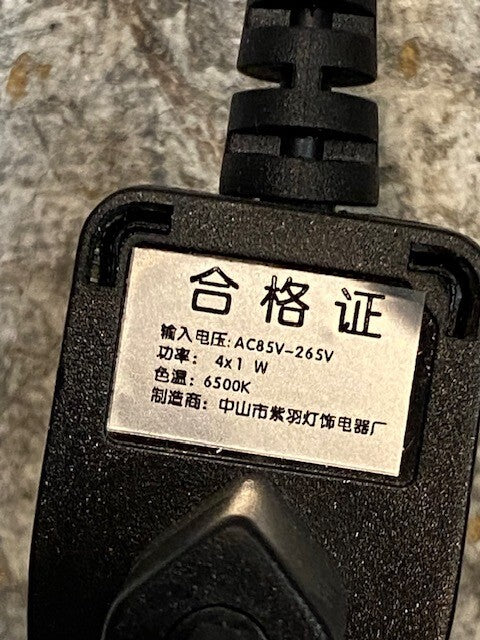 合格证
输入电压: AC85V-265V
功率: 4x1 W
色温: 6500K
制造商: 中山市紫羽灯饰电器厂